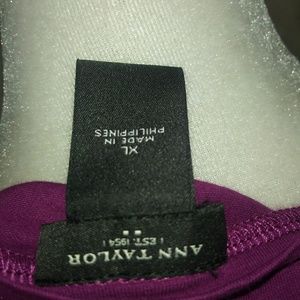 ANN TAYLOR
| EST. 1954 |
XL
MADE IN
PHILIPPINES